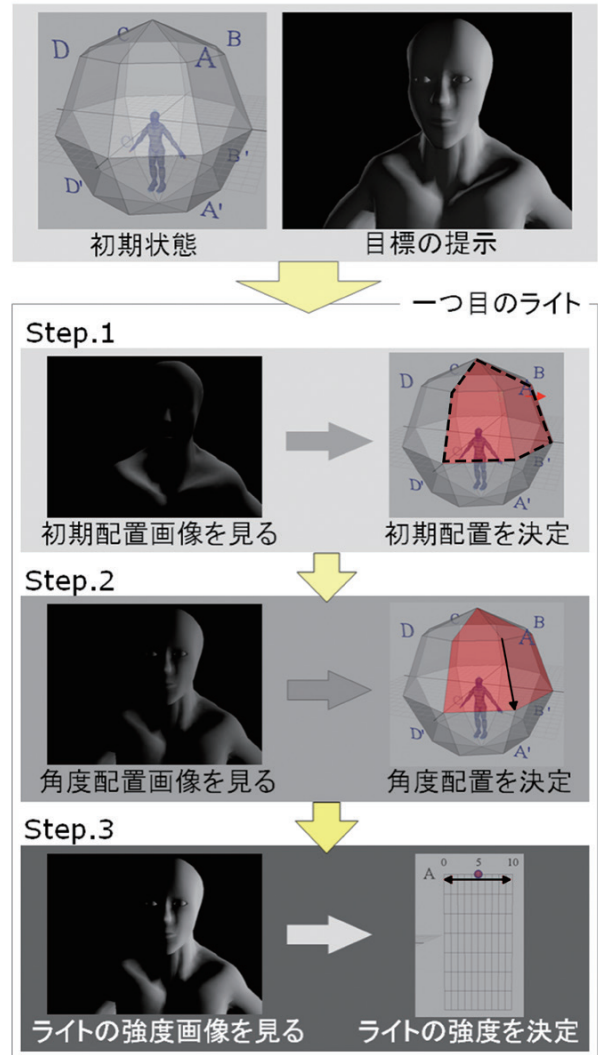 D C B A
D' B' A'
初期状態
目標の提示
一つ目のライト
Step.1
D C B A
D' B' A'
初期配置画像を見る
初期配置を決定
Step.2
D C B A
D' B' A'
角度配置画像を見る
角度配置を決定
Step.3
0 5 10
A
ライトの強度画像を見る
ライトの強度を決定